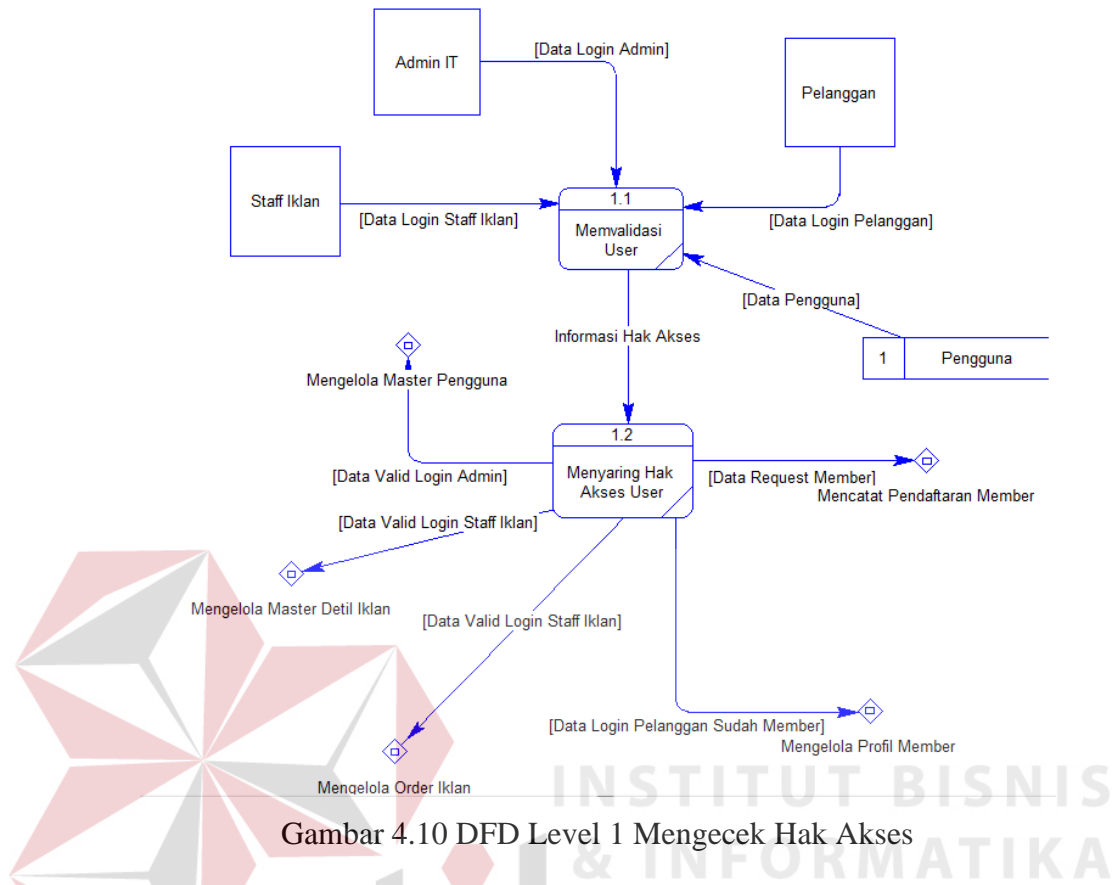 [Data Login Admin]
Admin IT
Pelanggan
Staff Iklan
1.1
[Data Login Staff Iklan]
[Data Login Pelanggan]
Memvalidasi
User
[Data Pengguna]
Informasi Hak Akses
1
Pengguna
Mengelola Master Pengguna
1.2
[Data Valid Login Admin]
Menyaring Hak
Akses User
[Data Request Member]
Mencatat Pendaftaran Member
[Data Valid Login Staff Iklan]
Mengelola Master Detil Iklan
[Data Valid Login Staff Iklan]
[Data Login Pelanggan Sudah Member]
Mengelola Profil Member
Mengelola Order Iklan
INSTITUT BISNIS
Gambar 4.10 DFD Level 1 Mengecek Hak Akses
& INFORMATIKA